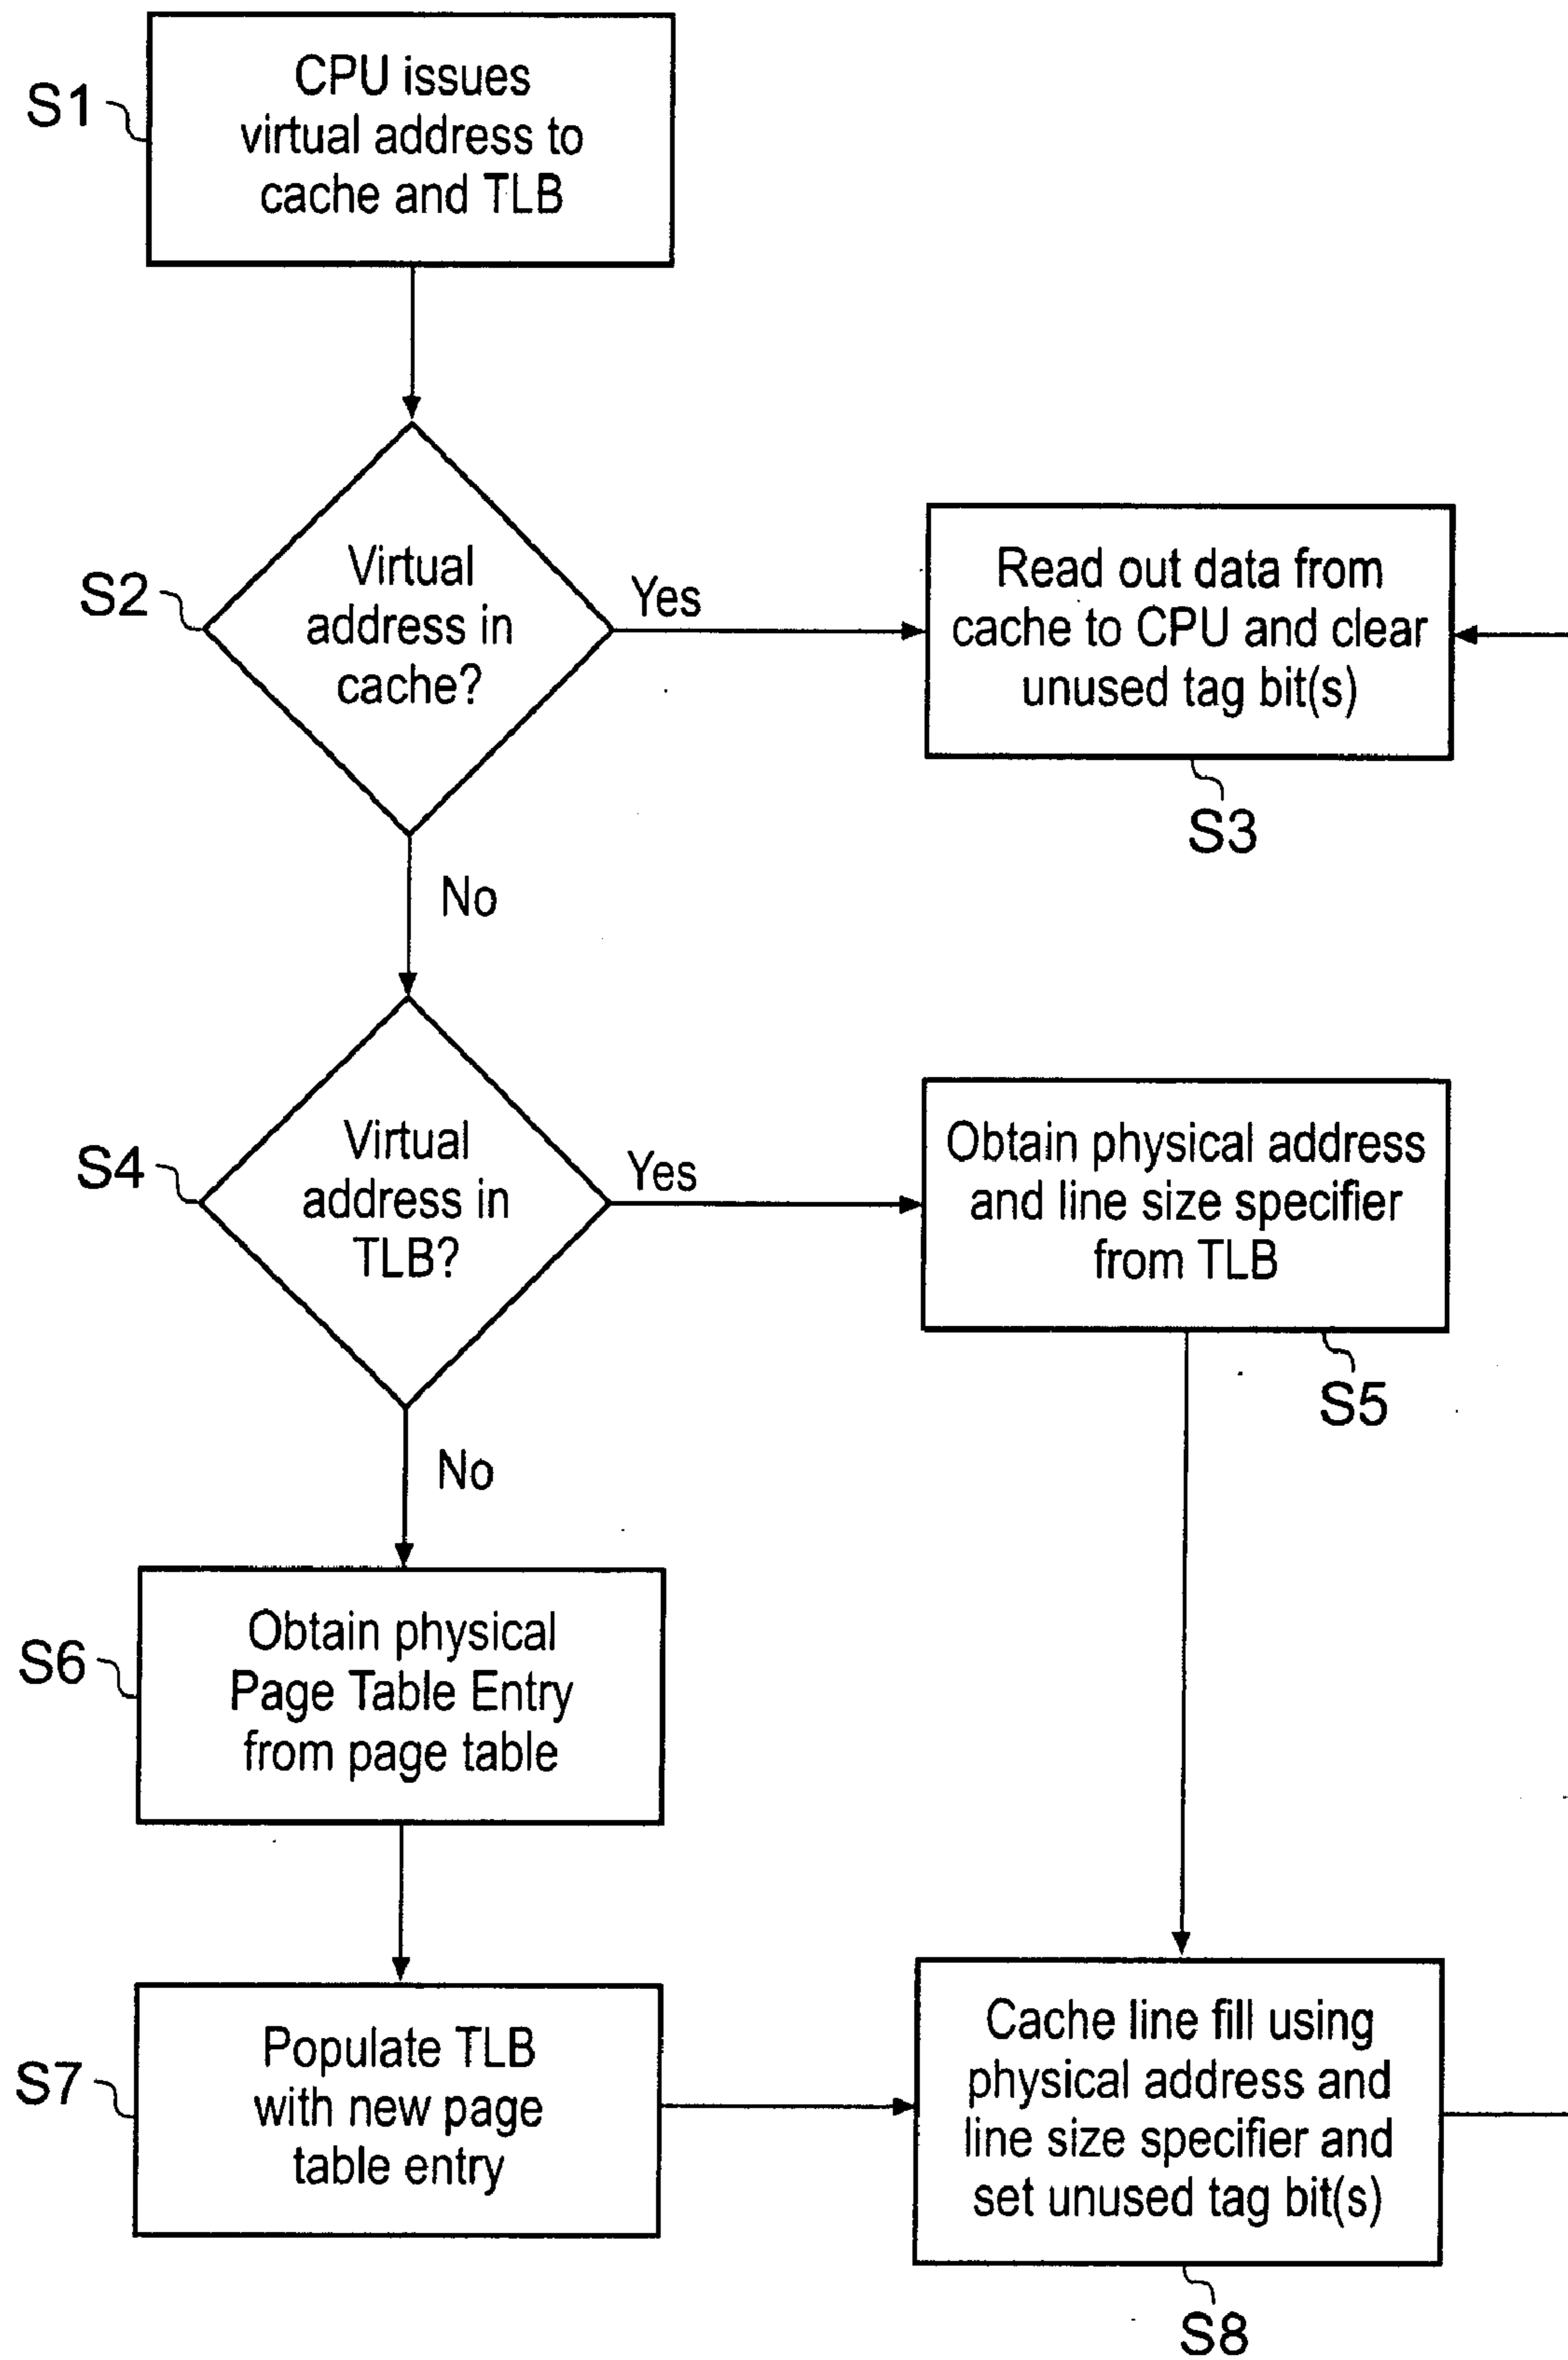 S1
CPU issues
virtual address to
cache and TLB
S2
Virtual
address in
cache?
Yes
Read out data from
cache to CPU and clear
unused tag bit(s)
S3
No
S4
Virtual
address in
TLB?
Yes
Obtain physical address
and line size specifier
from TLB
S5
No
S6
Obtain physical
Page Table Entry
from page table
S7
Populate TLB
with new page
table entry
Cache line fill using
physical address and
line size specifier and
set unused tag bit(s)
S8